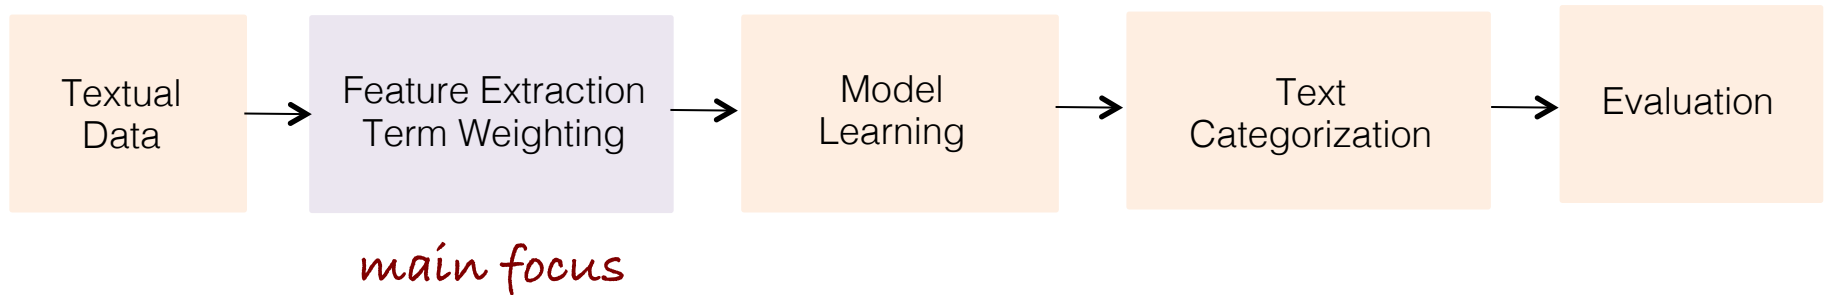 Textual
Data
Feature Extraction
Term Weighting
Model
Learning
Text
Categorization
Evaluation
main focus